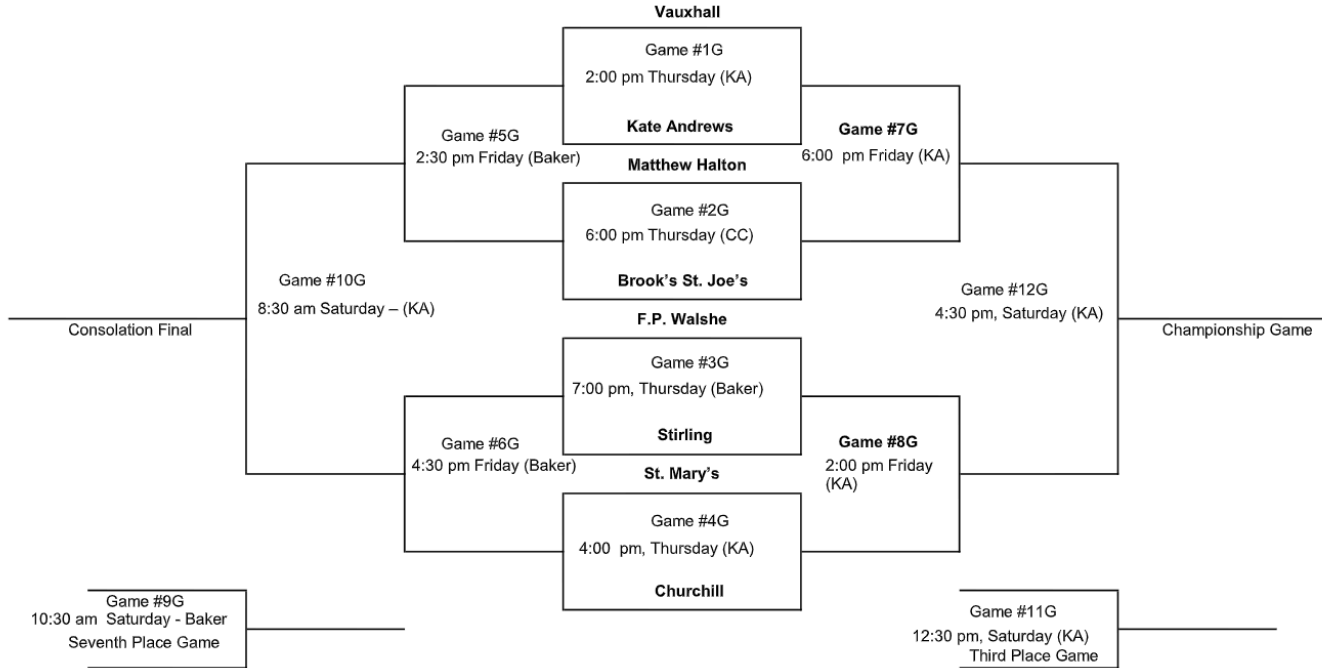 Vauxhall
Game #1G
2:00 pm Thursday (KA)
Kate Andrews
Game #5G
2:30 pm Friday (Baker)
Game #7G
6:00  pm Friday (KA)
Matthew Halton
Game #2G
6:00 pm Thursday (CC)
Brook’s St. Joe’s
Game #10G
8:30 am Saturday – (KA)
Consolation Final
Game #12G
4:30 pm, Saturday (KA)
Championship Game
F.P. Walshe
Game #3G
7:00 pm, Thursday (Baker)
Stirling
Game #6G
4:30 pm Friday (Baker)
Game #8G
2:00 pm Friday
(KA)
St. Mary’s
Game #4G
4:00  pm, Thursday (KA)
Churchill
Game #9G
10:30 am  Saturday - Baker
Seventh Place Game
Game #11G
12:30 pm, Saturday (KA)
Third Place Game